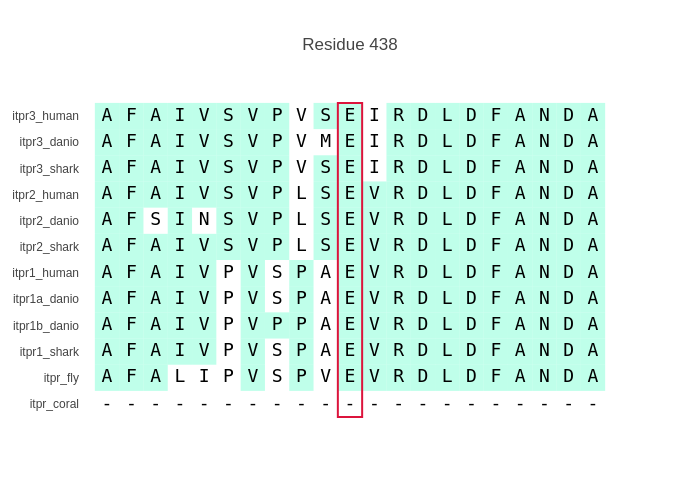 Residue 438
itpr3_human A F A I V S V P V S E I R D L D F A N D A
itpr3_danio A F A I V S V P V M E I R D L D F A N D A
itpr3_shark A F A I V S V P V S E I R D L D F A N D A
itpr2_human A F A I V S V P L S E V R D L D F A N D A
itpr2_danio A F S I N S V P L S E V R D L D F A N D A
itpr2_shark A F A I V S V P L S E V R D L D F A N D A
itpr1_human A F A I V P V S P A E V R D L D F A N D A
itpr1a_danio A F A I V P V S P A E V R D L D F A N D A
itpr1b_danio A F A I V P V P P A E V R D L D F A N D A
itpr1_shark A F A I V P V S P A E V R D L D F A N D A
itpr_fly A F A L I P V S P V E V R D L D F A N D A
itpr_coral - - - - - - - - - - - - - - - - - - - - -